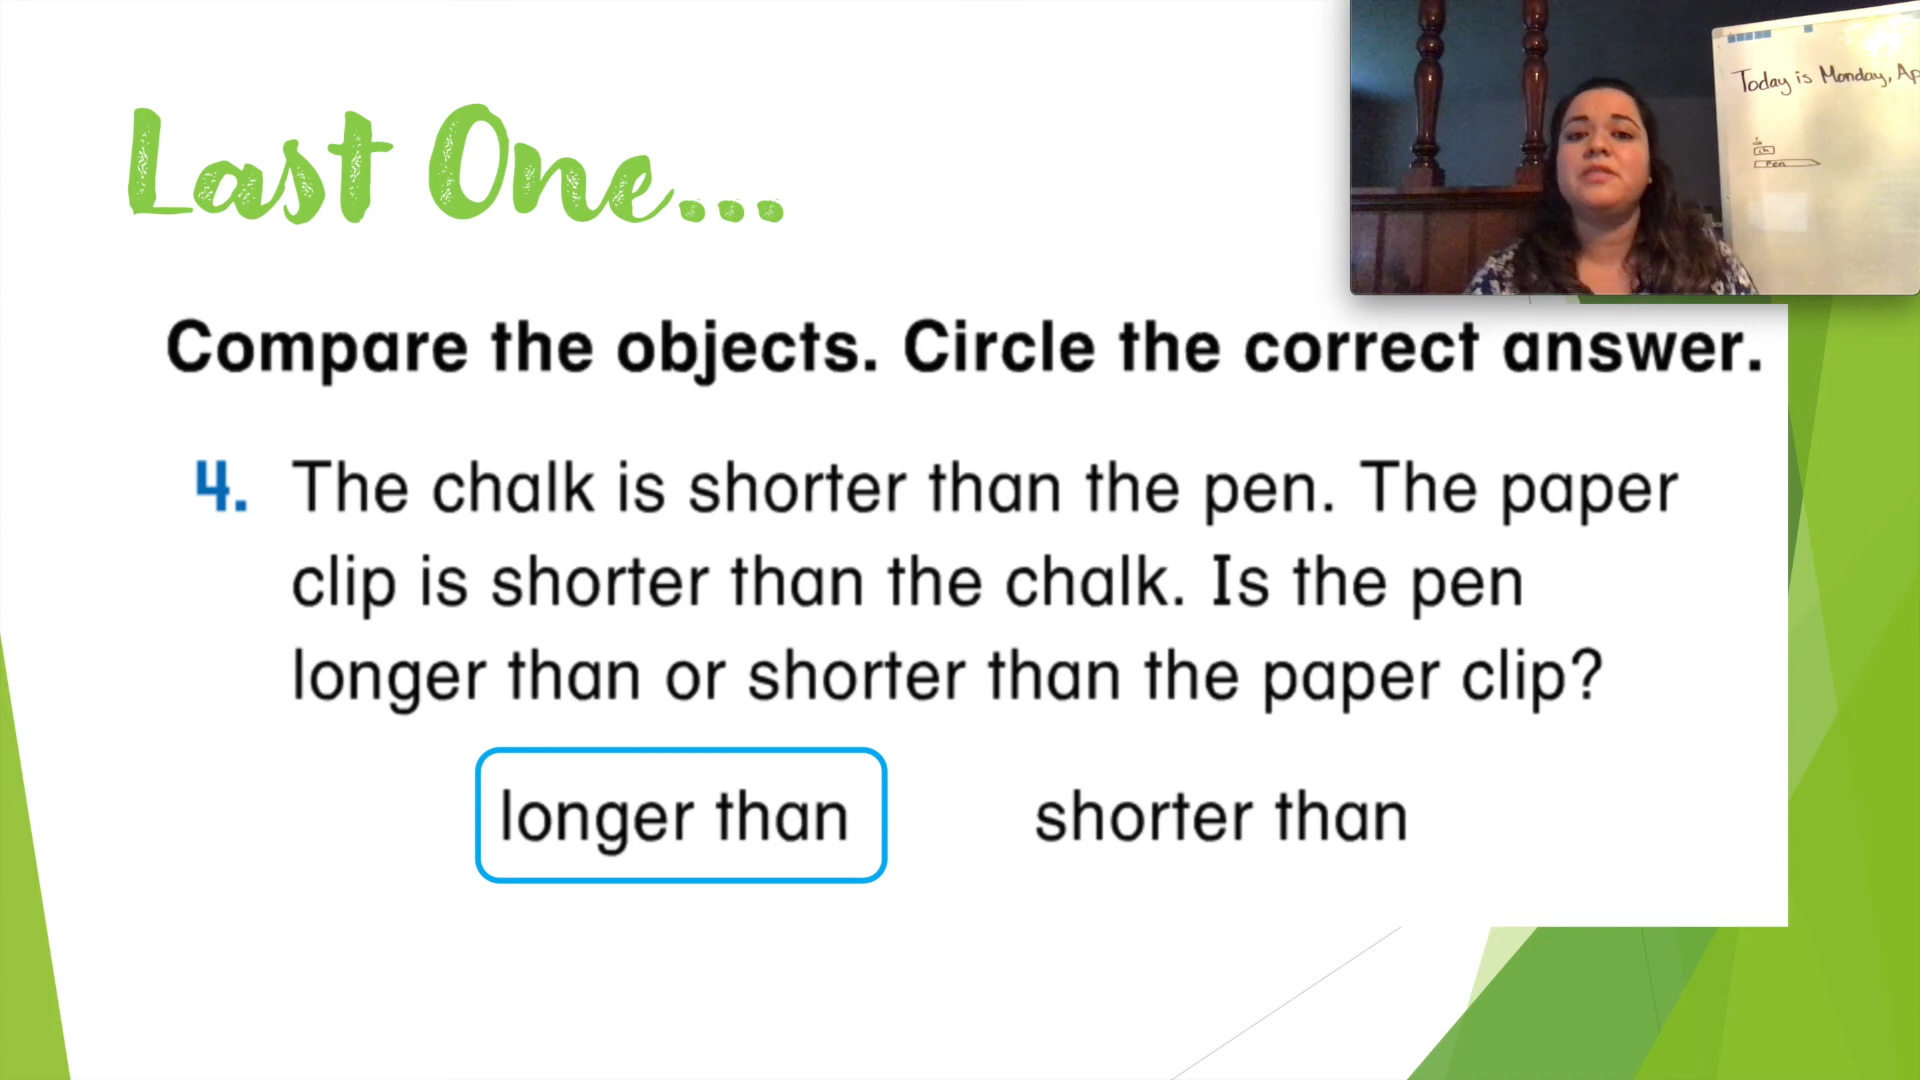 Last One...
Today is Monday, Ap
ch
Pen
Compare the objects. Circle the correct answer.
4. The chalk is shorter than the pen. The paper
clip is shorter than the chalk. Is the pen
longer than or shorter than the paper clip?
longer than shorter than